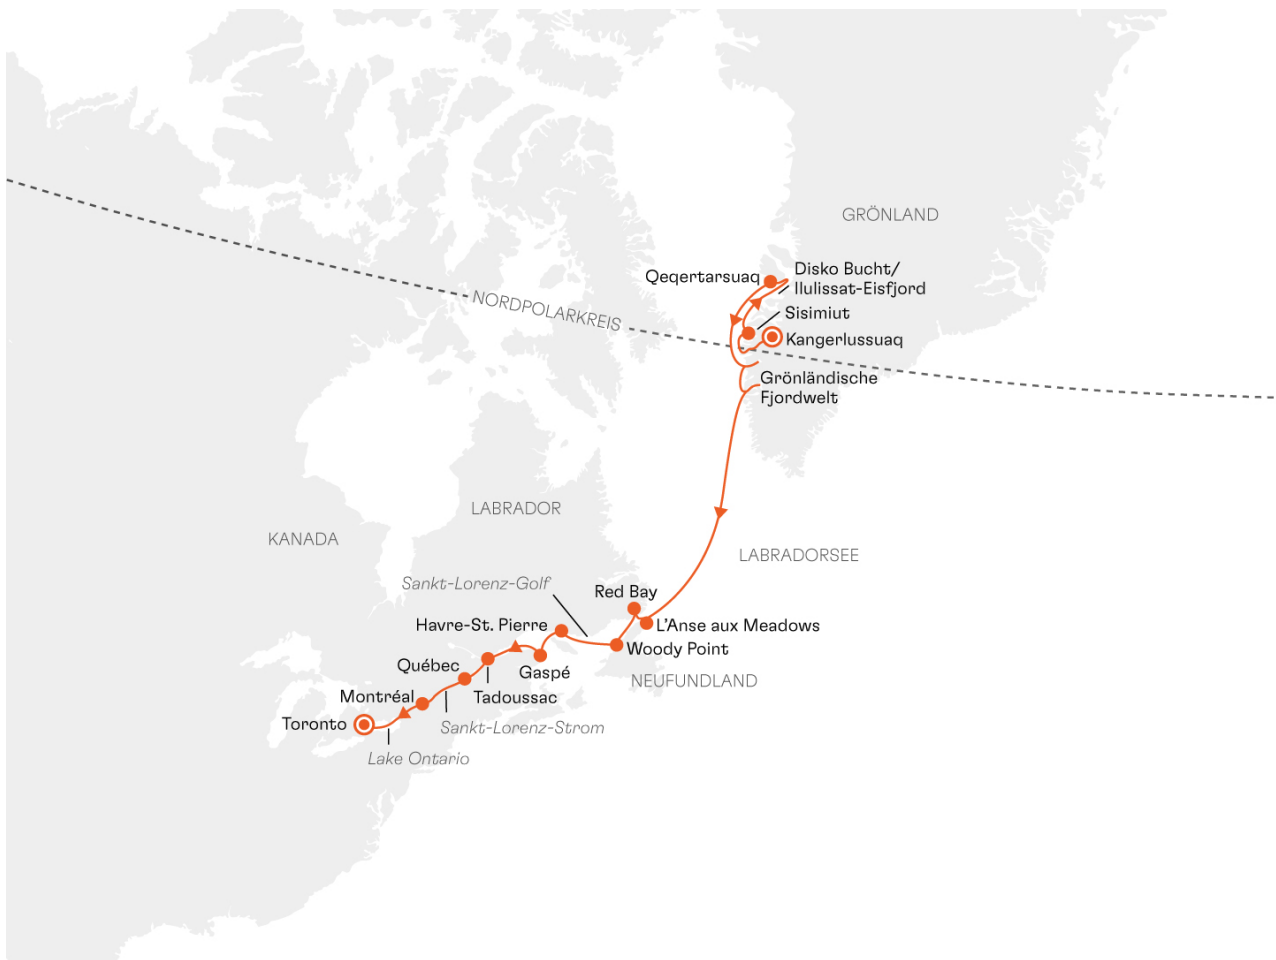 GRÖNLAND
Qeqertarsuaq
Disko Bucht/
Ilulissat-Eisfjord
NORDPOLARKREIS
Sisimiut
Kangerlussuaq
Grönländische
Fjordwelt
LABRADOR
KANADA
LABRADORSEE
Sankt-Lorenz-Golf
Red Bay
Havre-St. Pierre
L'Anse aux Meadows
Woody Point
Québec
Gaspé
NEUFUNDLAND
Montréal
Tadoussac
Toronto
Sankt-Lorenz-Strom
Lake Ontario